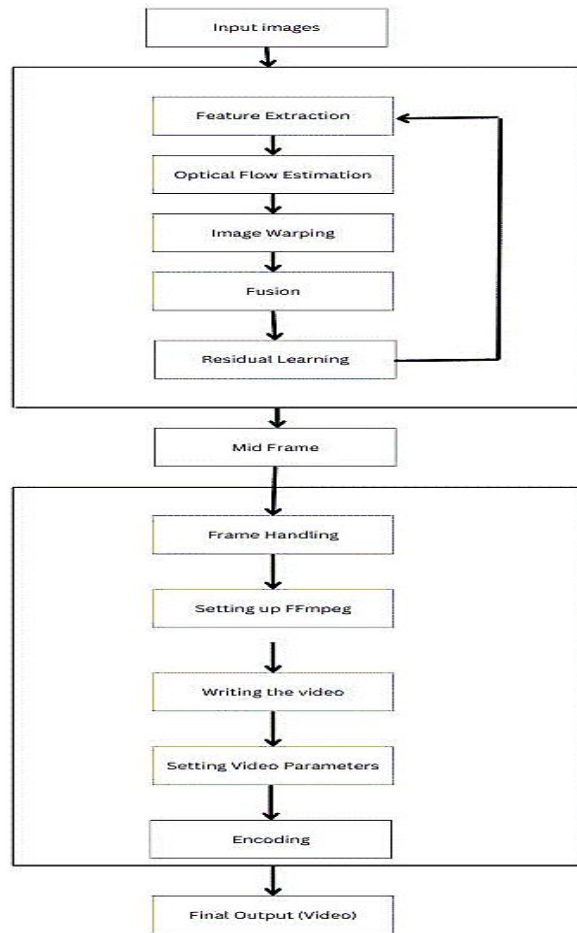 Input images
Feature Extraction
Optical Flow Estimation
Image Warping
Fusion
Residual Learning
Mid Frame
Frame Handling
Setting up FFmpeg
Writing the video
Setting Video Parameters
Encoding
Final Output (Video)